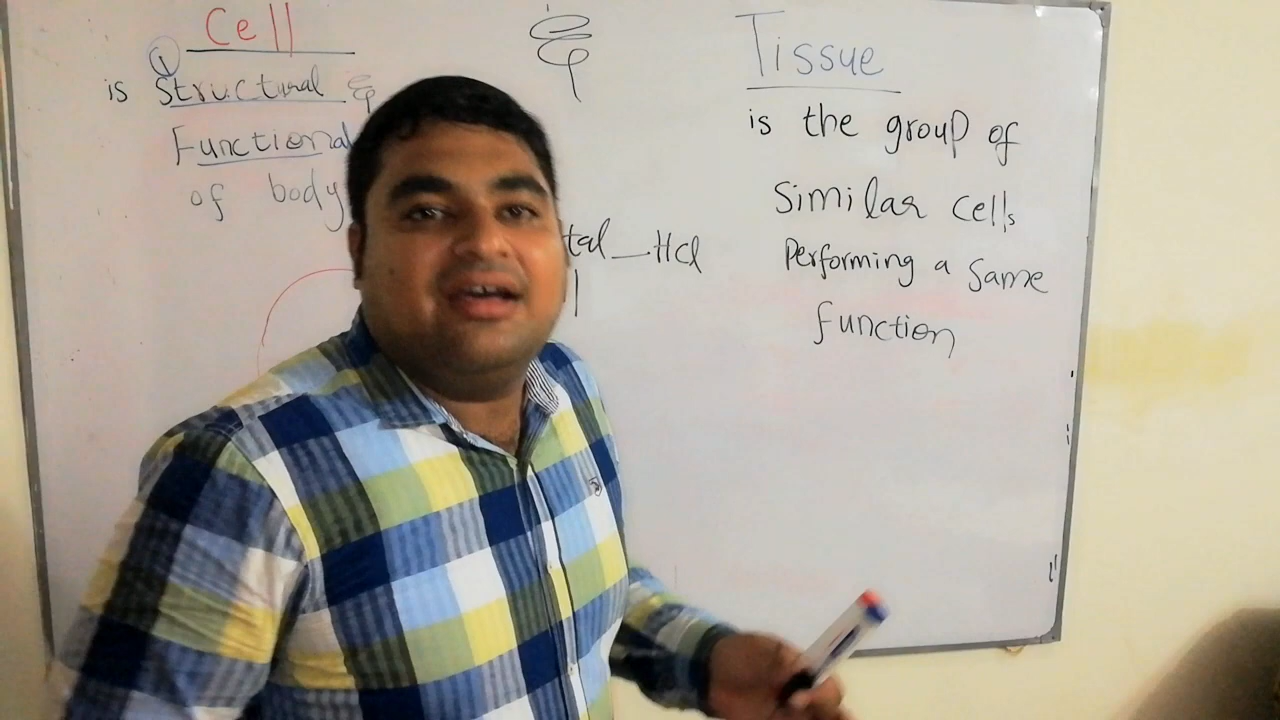 Cell
1
is Structural &
Functional
of body
&
tal - HCl
Tissue
is the group of
Similar cells
Performing a same
function